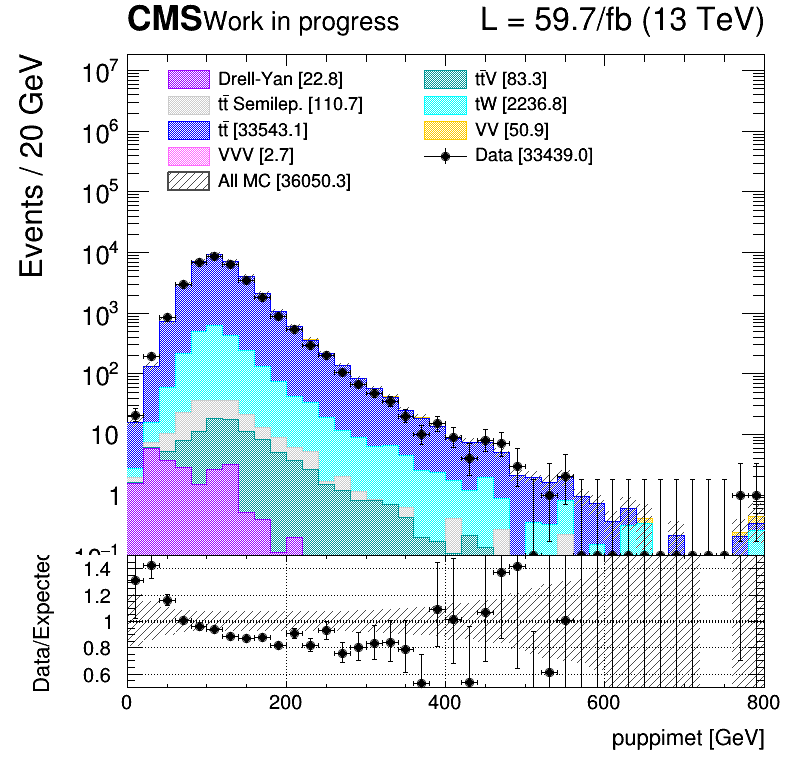 CMS Work in progress L = 59.7/fb (13 TeV)
Events / 20 GeV
10⁷
10⁶
10⁵
10⁴
10³
10²
10
1
10⁻¹
Drell-Yan [22.8]
tt̄ Semilep. [110.7]
tt̄ [33543.1]
VVV [2.7]
All MC [36050.3]
tt̄V [83.3]
tW [2236.8]
VV [50.9]
Data [33439.0]
Data/Expected
1.4
1.2
1
0.8
0.6
0 200 400 600 800
puppimet [GeV]